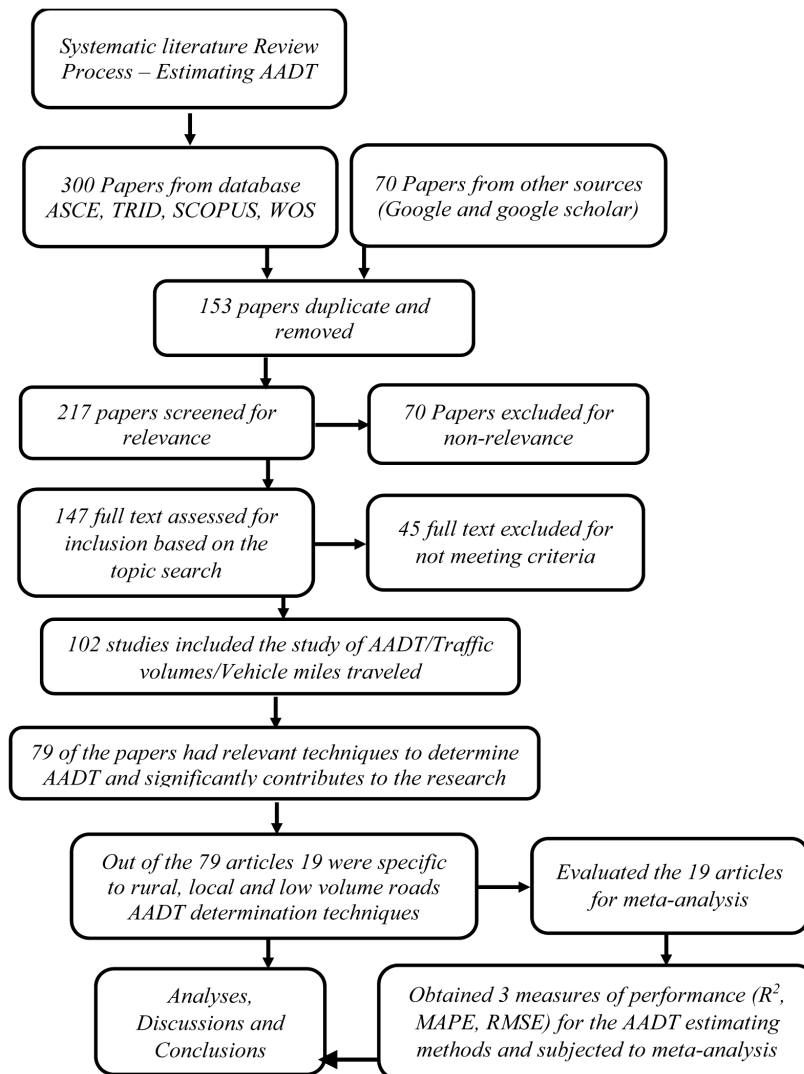 Systematic literature Review
Process – Estimating AADT
300 Papers from database
ASCE, TRID, SCOPUS, WOS
70 Papers from other sources
(Google and google scholar)
153 papers duplicate and
removed
217 papers screened for
relevance
70 Papers excluded for
non-relevance
147 full text assessed for
inclusion based on the
topic search
45 full text excluded for
not meeting criteria
102 studies included the study of AADT/Traffic
volumes/Vehicle miles traveled
79 of the papers had relevant techniques to determine
AADT and significantly contributes to the research
Out of the 79 articles 19 were specific
to rural, local and low volume roads
AADT determination techniques
Evaluated the 19 articles
for meta-analysis
Analyses,
Discussions and
Conclusions
Obtained 3 measures of performance (R²,
MAPE, RMSE) for the AADT estimating
methods and subjected to meta-analysis